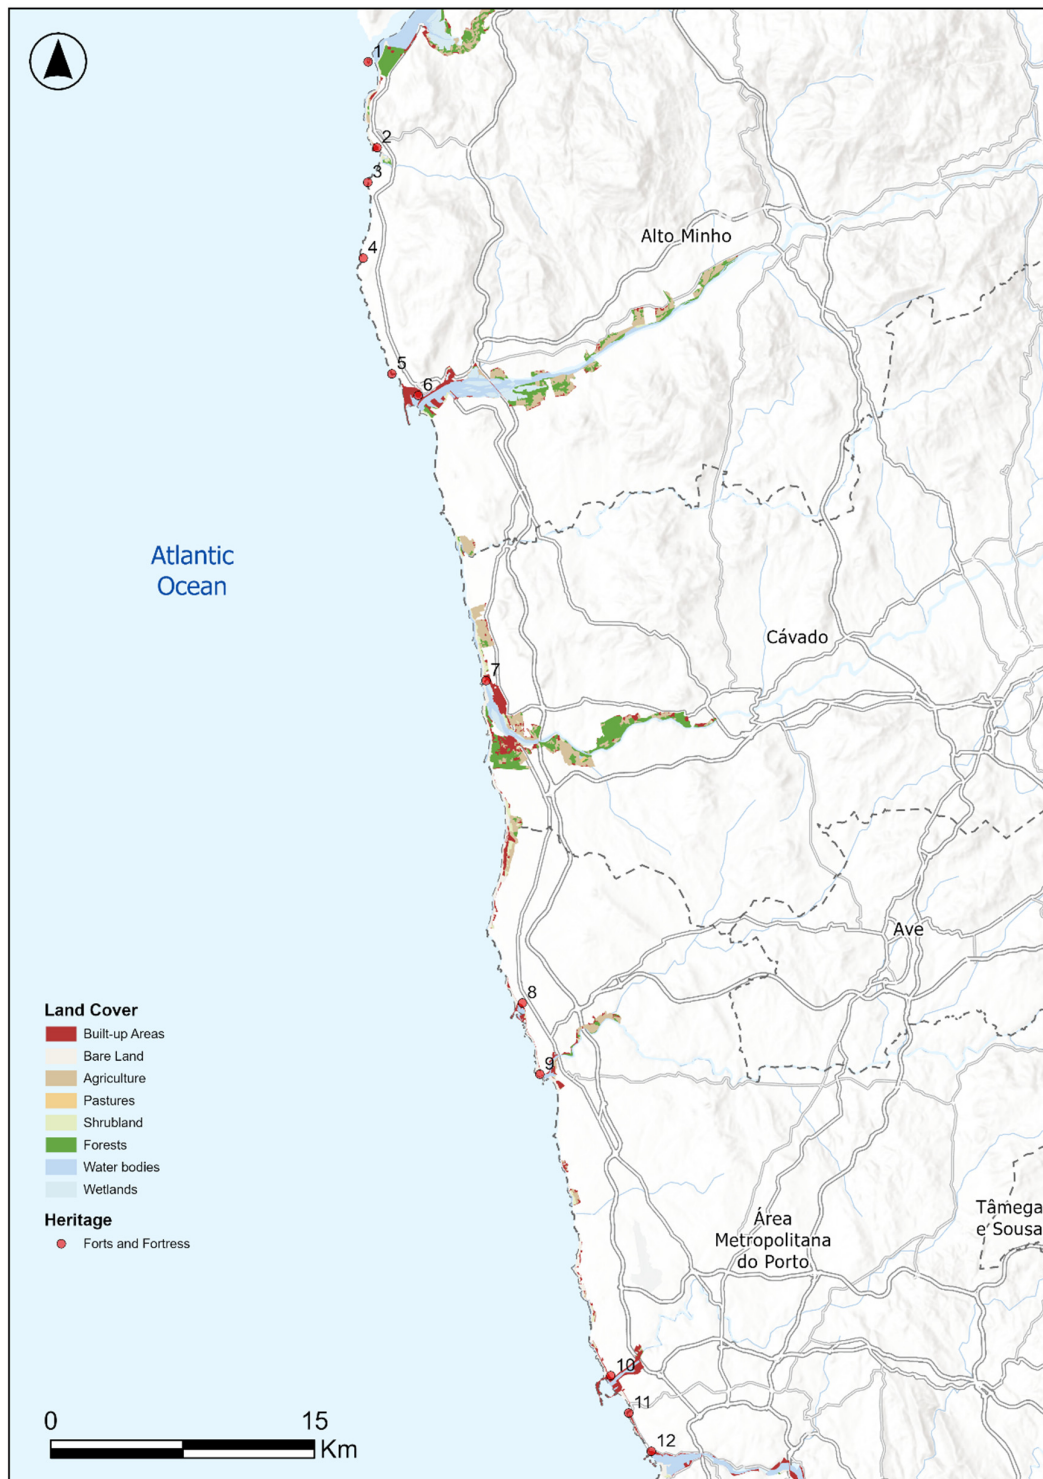 1
2
3
4
Alto Minho
5
6
Atlantic
Ocean
Cávado
7
Ave
8
9
Land Cover
Built-up Areas
Bare Land
Agriculture
Pastures
Shrubland
Forests
Water bodies
Wetlands
Heritage
Forts and Fortress
Área
Metropolitana
do Porto
Tâmega
e Sousa
10
11
12
0 15
Km